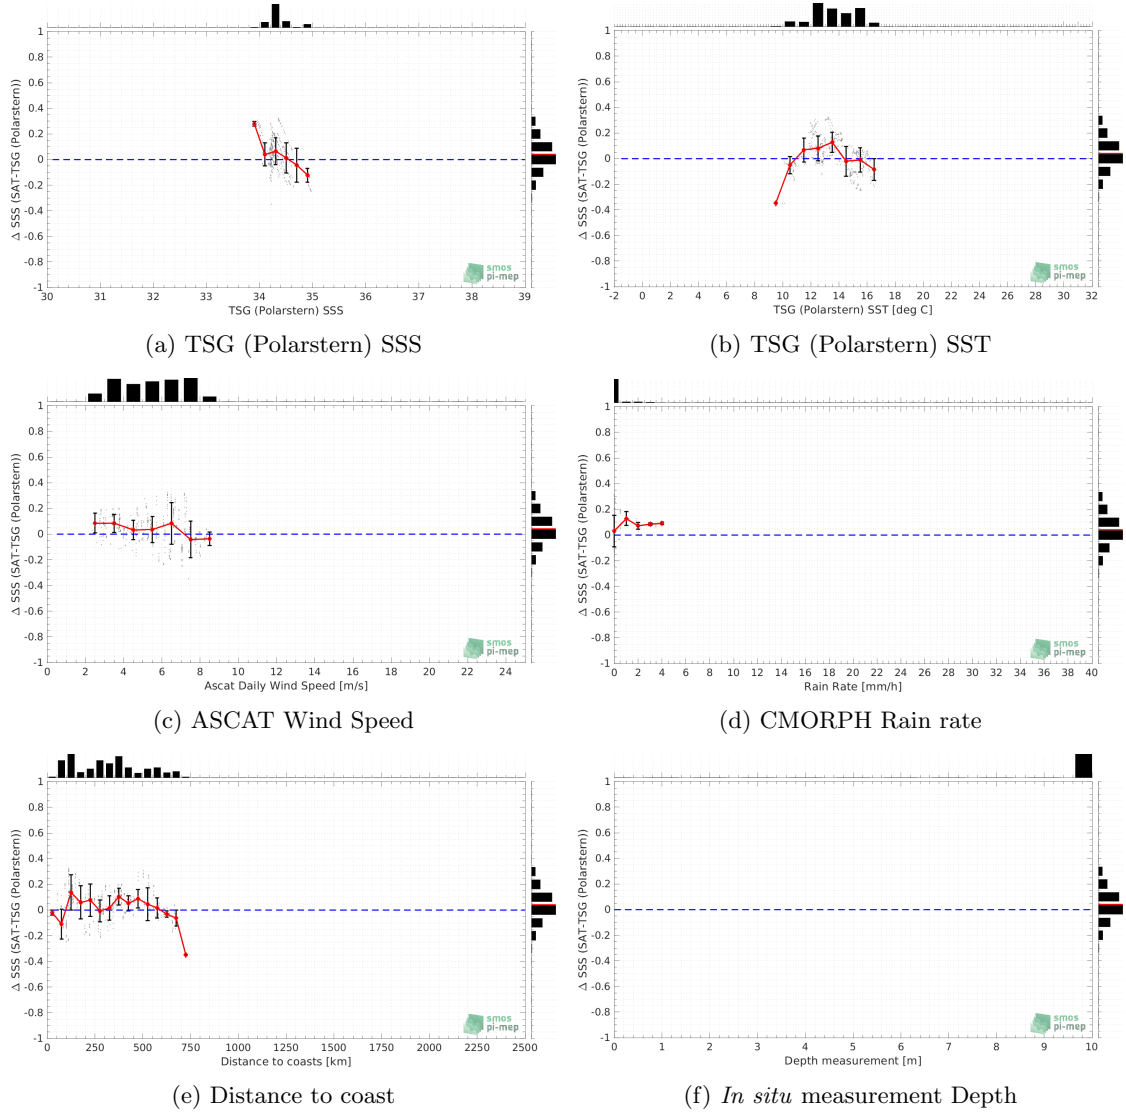 1
0.8
0.6
0.4
0.2
0
-0.2
-0.4
-0.6
-0.8
-1
Δ SSS (SAT-TSG (Polarstern))
30 31 32 33 34 35 36 37 38 39
TSG (Polarstern) SSS
smos
pi-mep
(a) TSG (Polarstern) SSS
1
0.8
0.6
0.4
0.2
0
-0.2
-0.4
-0.6
-0.8
-1
Δ SSS (SAT-TSG (Polarstern))
-2 0 2 4 6 8 10 12 14 16 18 20 22 24 26 28 30 32
TSG (Polarstern) SST [deg C]
smos
pi-mep
(b) TSG (Polarstern) SST
1
0.8
0.6
0.4
0.2
0
-0.2
-0.4
-0.6
-0.8
-1
Δ SSS (SAT-TSG (Polarstern))
0 2 4 6 8 10 12 14 16 18 20 22 24
Ascat Daily Wind Speed [m/s]
smos
pi-mep
(c) ASCAT Wind Speed
1
0.8
0.6
0.4
0.2
0
-0.2
-0.4
-0.6
-0.8
-1
Δ SSS (SAT-TSG (Polarstern))
0 2 4 6 8 10 12 14 16 18 20 22 24 26 28 30 32 34 36 38 40
Rain Rate [mm/h]
smos
pi-mep
(d) CMORPH Rain rate
1
0.8
0.6
0.4
0.2
0
-0.2
-0.4
-0.6
-0.8
-1
Δ SSS (SAT-TSG (Polarstern))
0 250 500 750 1000 1250 1500 1750 2000 2250 2500
Distance to coasts [km]
smos
pi-mep
(e) Distance to coast
1
0.8
0.6
0.4
0.2
0
-0.2
-0.4
-0.6
-0.8
-1
Δ SSS (SAT-TSG (Polarstern))
0 1 2 3 4 5 6 7 8 9 10
Depth measurement [m]
smos
pi-mep
(f) In situ measurement Depth